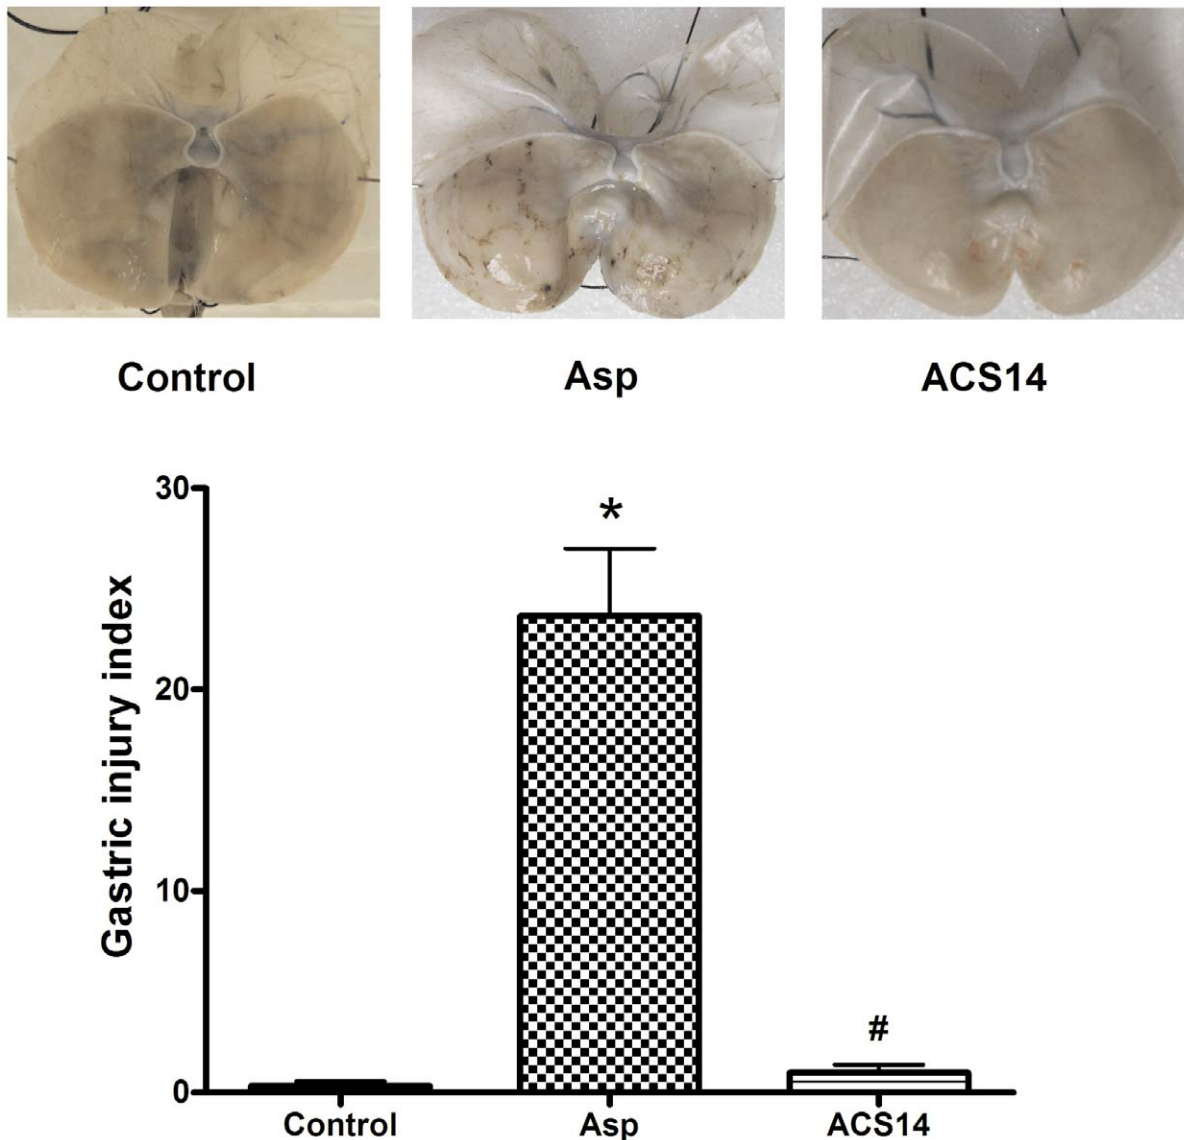 Control
Asp
ACS14
Gastric injury index
30
20
10
0
*
#
Control
Asp
ACS14